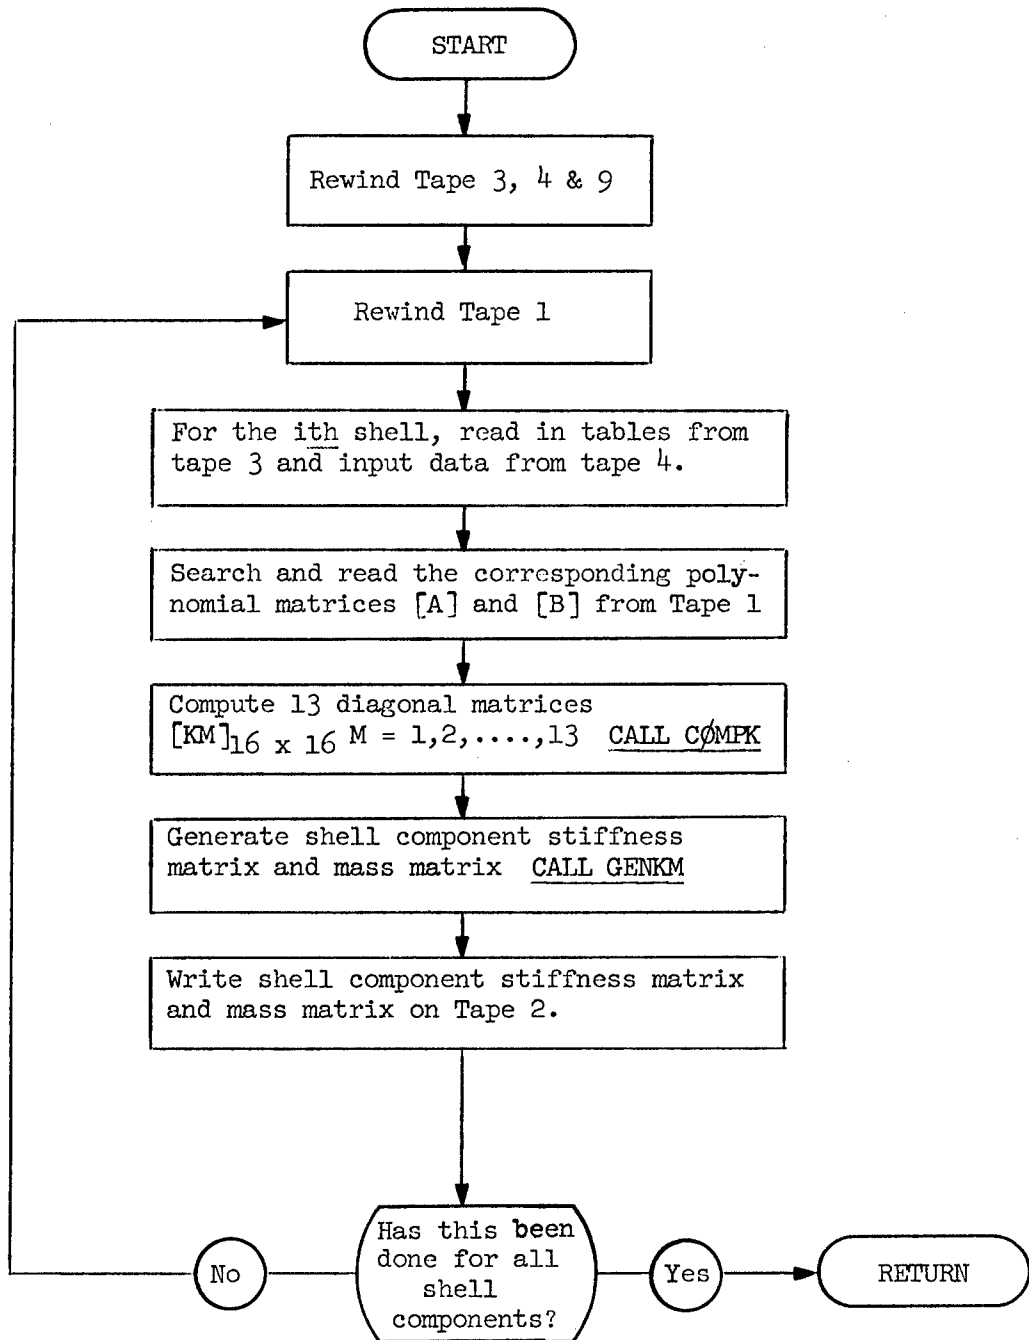 START
Rewind Tape 3, 4 & 9
Rewind Tape 1
For the ith shell, read in tables from
tape 3 and input data from tape 4.
Search and read the corresponding poly-
nomial matrices [A] and [B] from Tape 1
Compute 13 diagonal matrices
[KM]16 x 16 M = 1,2,....,13 CALL CØMPK
Generate shell component stiffness
matrix and mass matrix CALL GENKM
Write shell component stiffness matrix
and mass matrix on Tape 2.
Has this been
done for all
shell
components?
No
Yes
RETURN